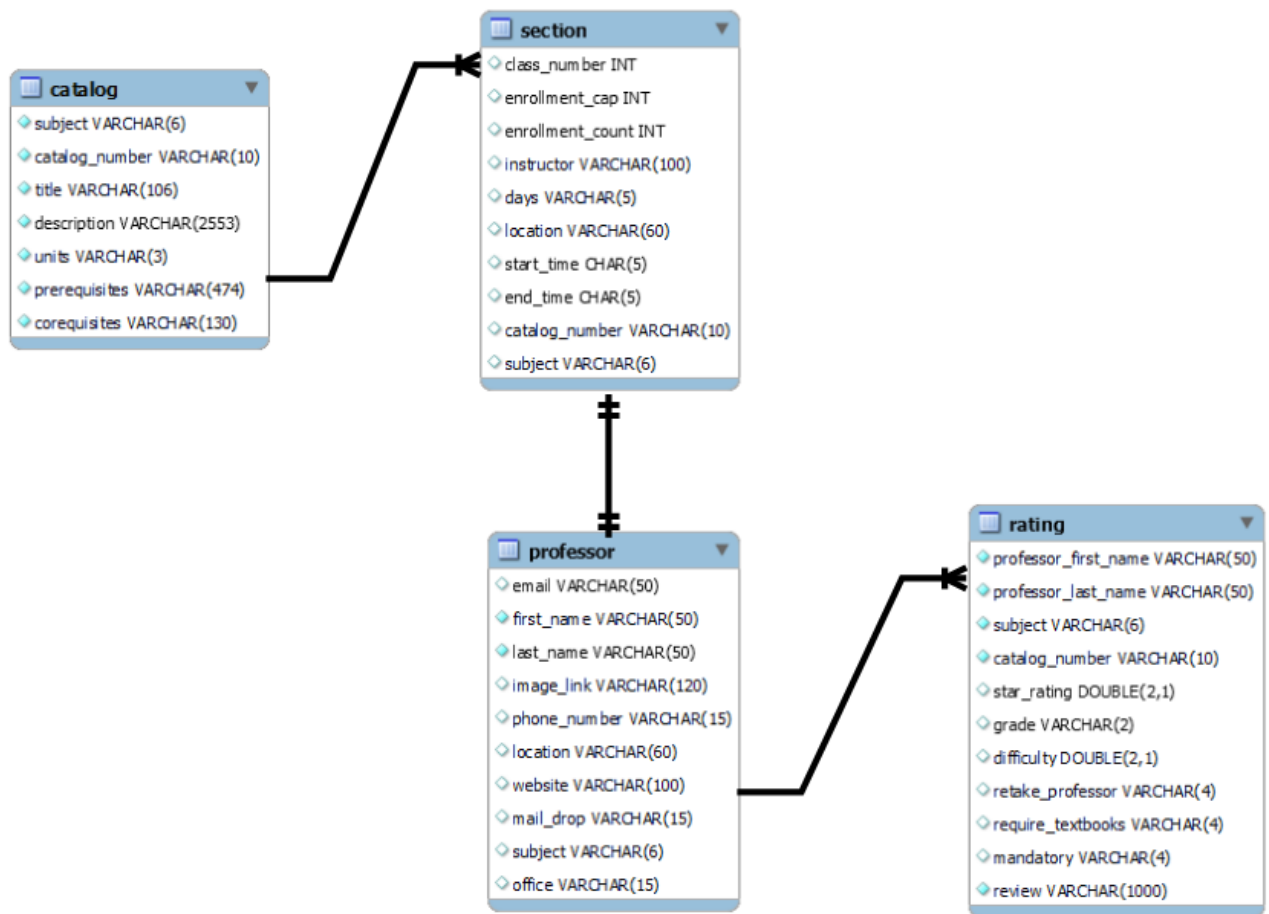 section
class_number INT
enrollment_cap INT
enrollment_count INT
instructor VARCHAR(100)
days VARCHAR(5)
location VARCHAR(60)
start_time CHAR(5)
end_time CHAR(5)
catalog_number VARCHAR(10)
subject VARCHAR(6)
catalog
subject VARCHAR(6)
catalog_number VARCHAR(10)
title VARCHAR(106)
description VARCHAR(2553)
units VARCHAR(3)
prerequisites VARCHAR(474)
corequisites VARCHAR(130)
professor
email VARCHAR(50)
first_name VARCHAR(50)
last_name VARCHAR(50)
image_link VARCHAR(120)
phone_number VARCHAR(15)
location VARCHAR(60)
website VARCHAR(100)
mail_drop VARCHAR(15)
subject VARCHAR(6)
office VARCHAR(15)
rating
professor_first_name VARCHAR(50)
professor_last_name VARCHAR(50)
subject VARCHAR(6)
catalog_number VARCHAR(10)
star_rating DOUBLE(2,1)
grade VARCHAR(2)
difficulty DOUBLE(2,1)
retake_professor VARCHAR(4)
require_textbooks VARCHAR(4)
mandatory VARCHAR(4)
review VARCHAR(1000)